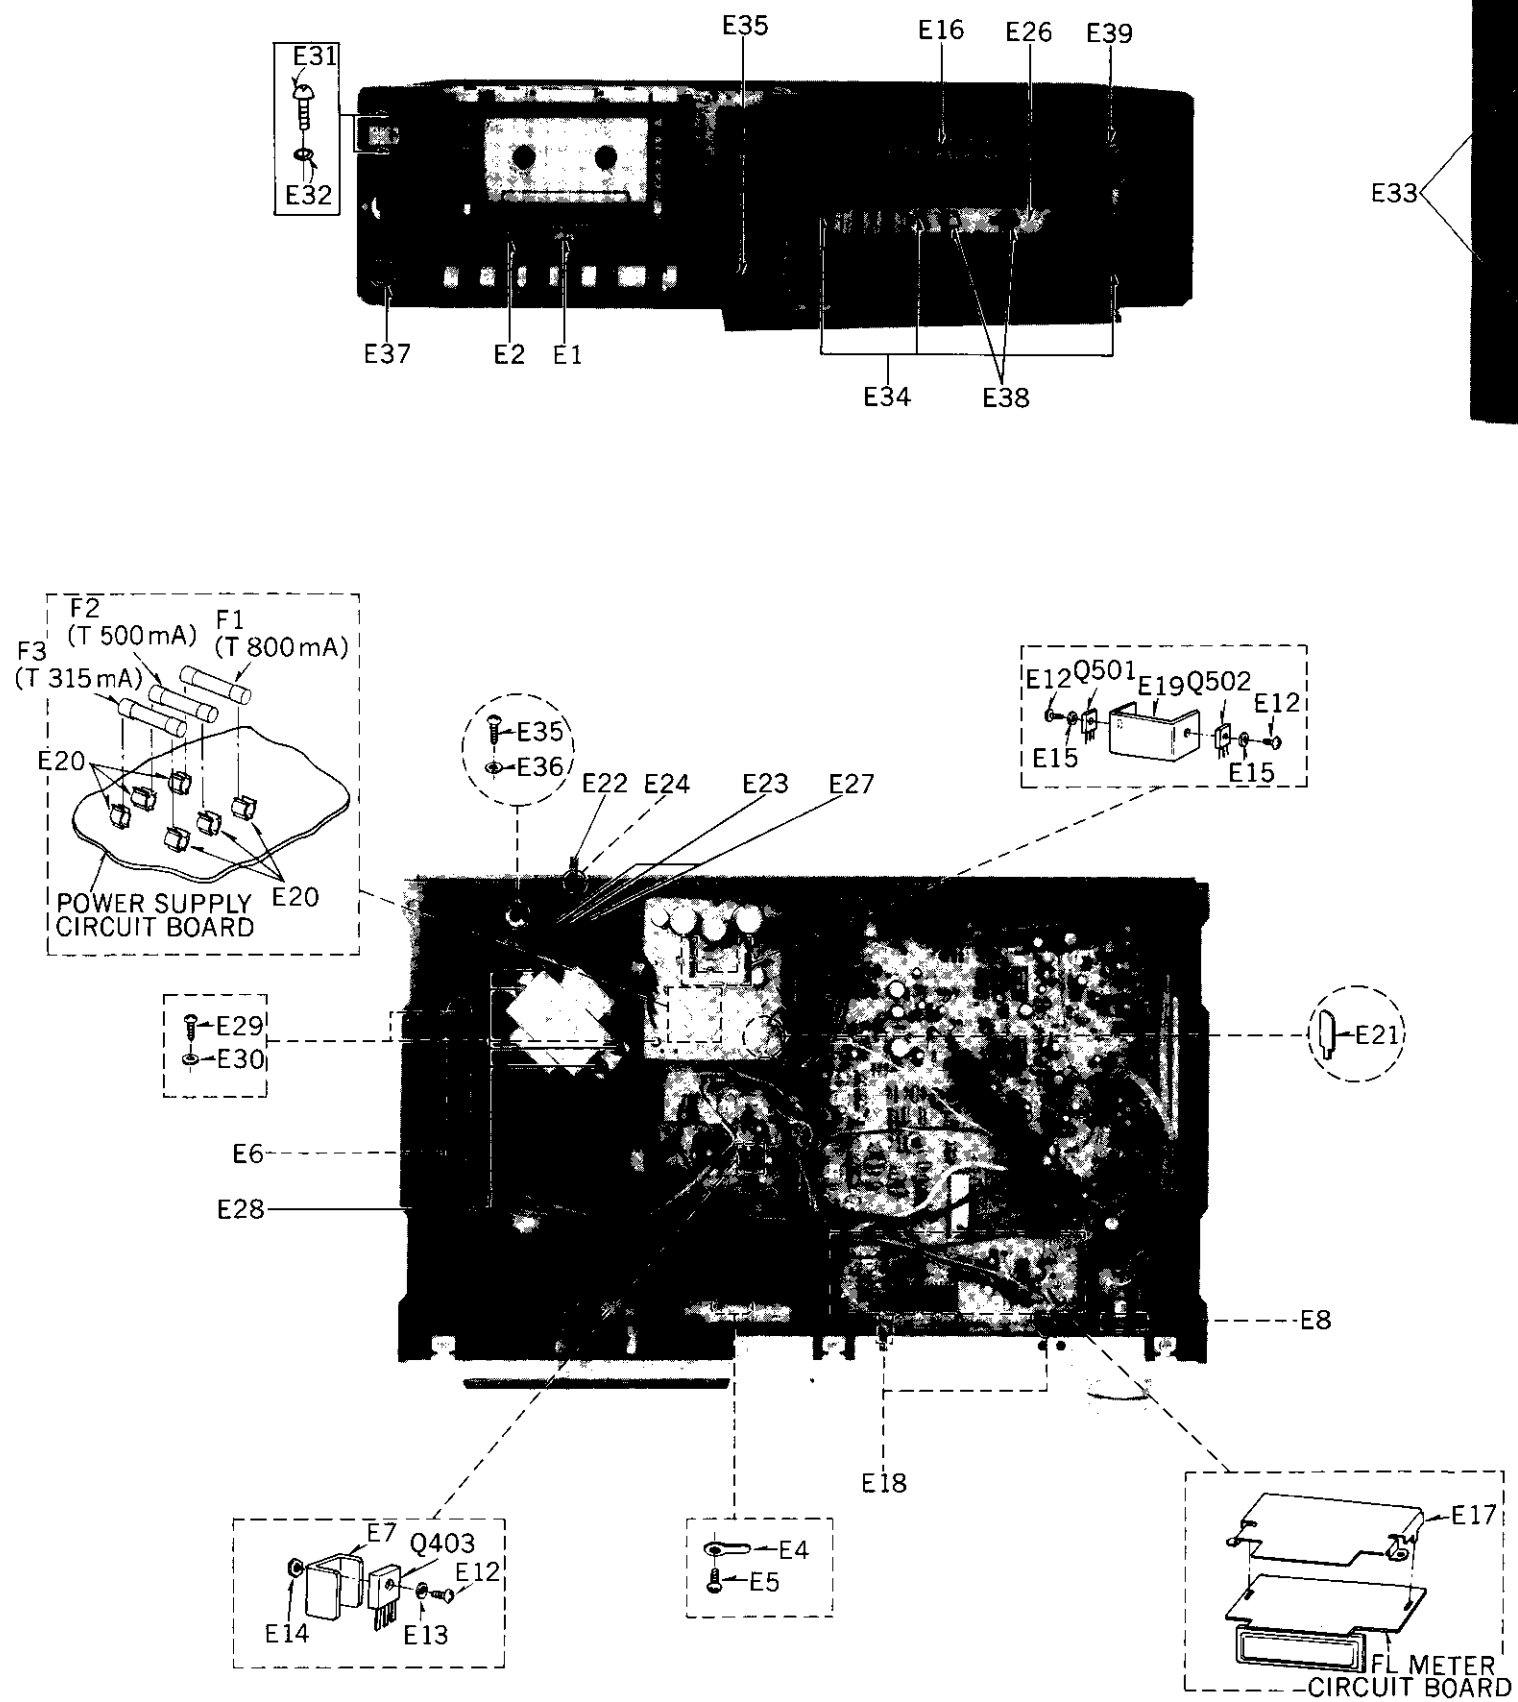 E35
E16
E26
E39
E31
E32
E33
E37
E2
E1
E34
E38
F2
(T 500mA)
F1
(T 800mA)
F3
(T 315mA)
E20
E20
POWER SUPPLY
CIRCUIT BOARD
E35
E36
E22
E24
E23
E27
E12
Q501
E19
Q502
E12
E15
E15
E29
E30
E21
E6
E28
E8
E18
E7
Q403
E12
E14
E13
E4
E5
E17
FL METER
CIRCUIT BOARD